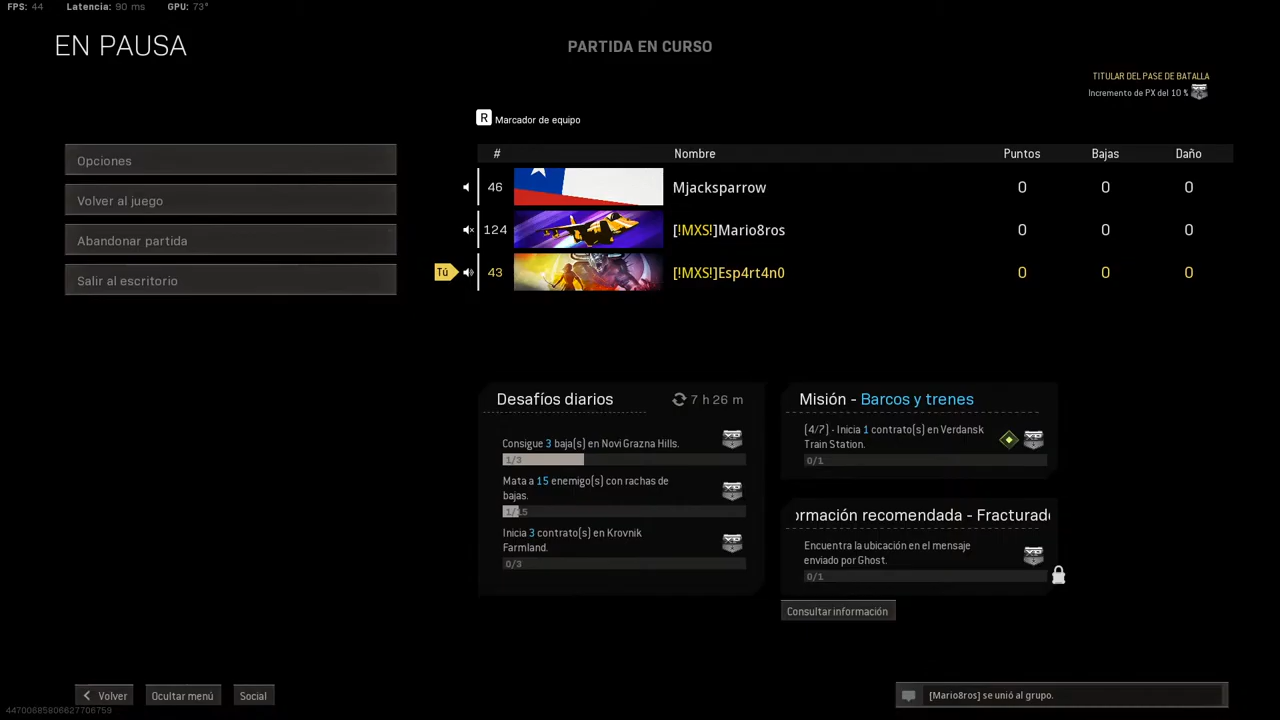 FPS: 44 Latencia: 90 ms GPU: 73°
EN PAUSA
PARTIDA EN CURSO
TITULAR DEL PASE DE BATALLA
Incremento de PX del 10 %
R Marcador de equipo
Opciones
Volver al juego
Abandonar partida
Salir al escritorio
# Nombre Puntos Bajas Daño
46 Mjacksparrow 0 0 0
124 [!MXS!]Mario8ros 0 0 0
Tú 43 [!MXS!]Esp4rt4n0 0 0 0
Desafíos diarios 7 h 26 m
Consigue 3 baja(s) en Novi Grazna Hills.
1/3
Mata a 15 enemigo(s) con rachas de
bajas.
1/15
Inicia 3 contrato(s) en Krovnik
Farmland.
0/3
Misión - Barcos y trenes
(4/7) - Inicia 1 contrato(s) en Verdansk
Train Station.
0/1
ormación recomendada - Fracturado
Encuentra la ubicación en el mensaje
enviado por Ghost.
0/1
Consultar información
Volver
Ocultar menú
Social
[Mario8ros] se unió al grupo.
44700685806627706759